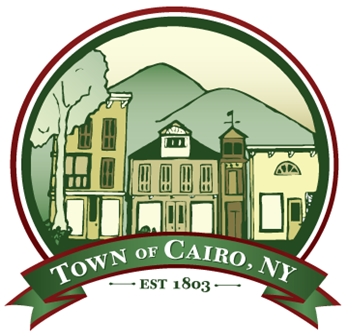 TOWN OF CAIRO, NY
EST 1803